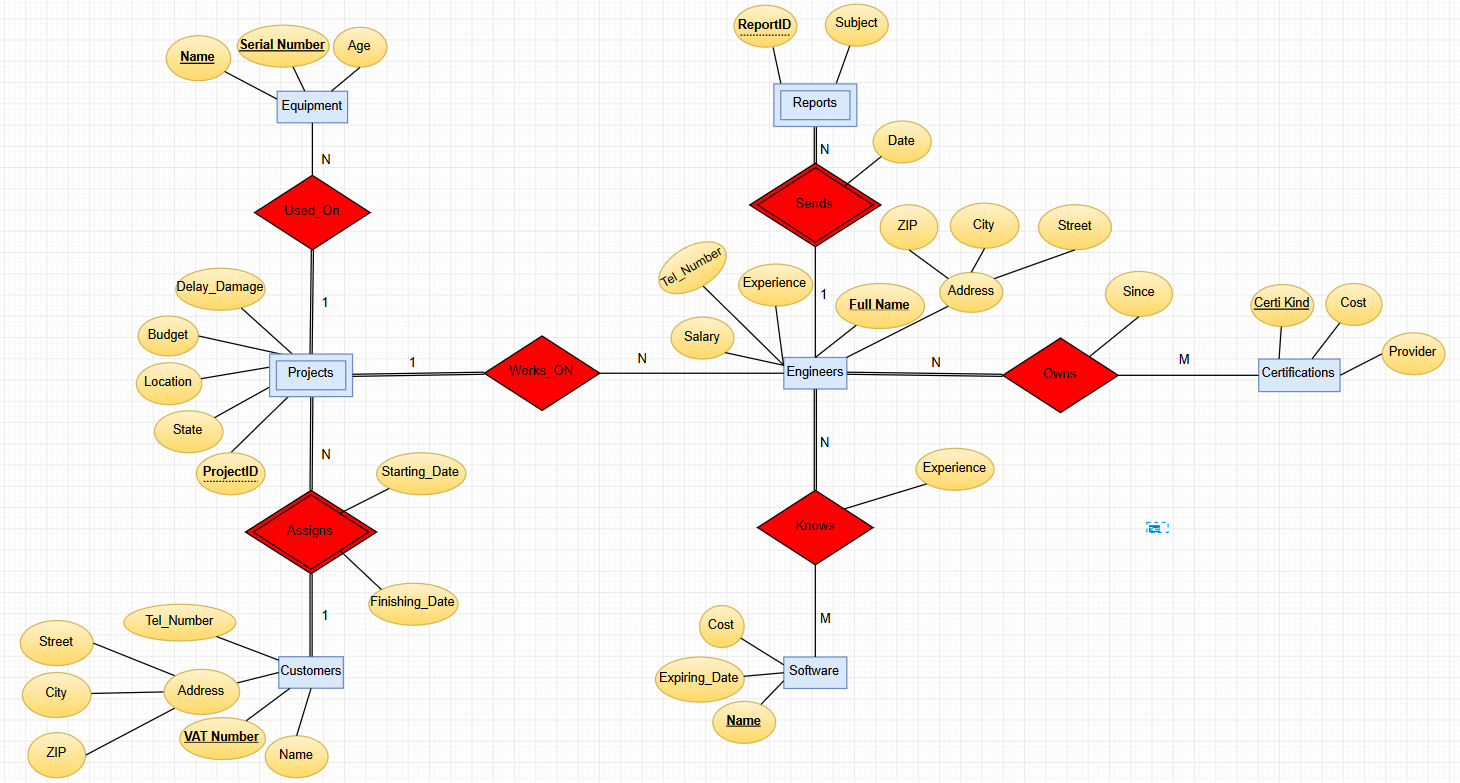 ReportID
Subject
Name
Serial Number
Age
Equipment
Reports
N
N
Date
Used_On
Sends
ZIP
City
Street
Tel_Number
Experience
Delay_Damage
1
1
Full Name
Address
Since
Certi Kind
Cost
Budget
Salary
Provider
Location
Projects
1
Works_ON
N
Engineers
N
Owns
M
Certifications
State
ProjectID
N
Starting_Date
N
Experience
Assigns
Knows
Finishing_Date
1
Tel_Number
M
Cost
Street
Customers
Software
City
Address
Expiring_Date
VAT Number
Name
Name
ZIP